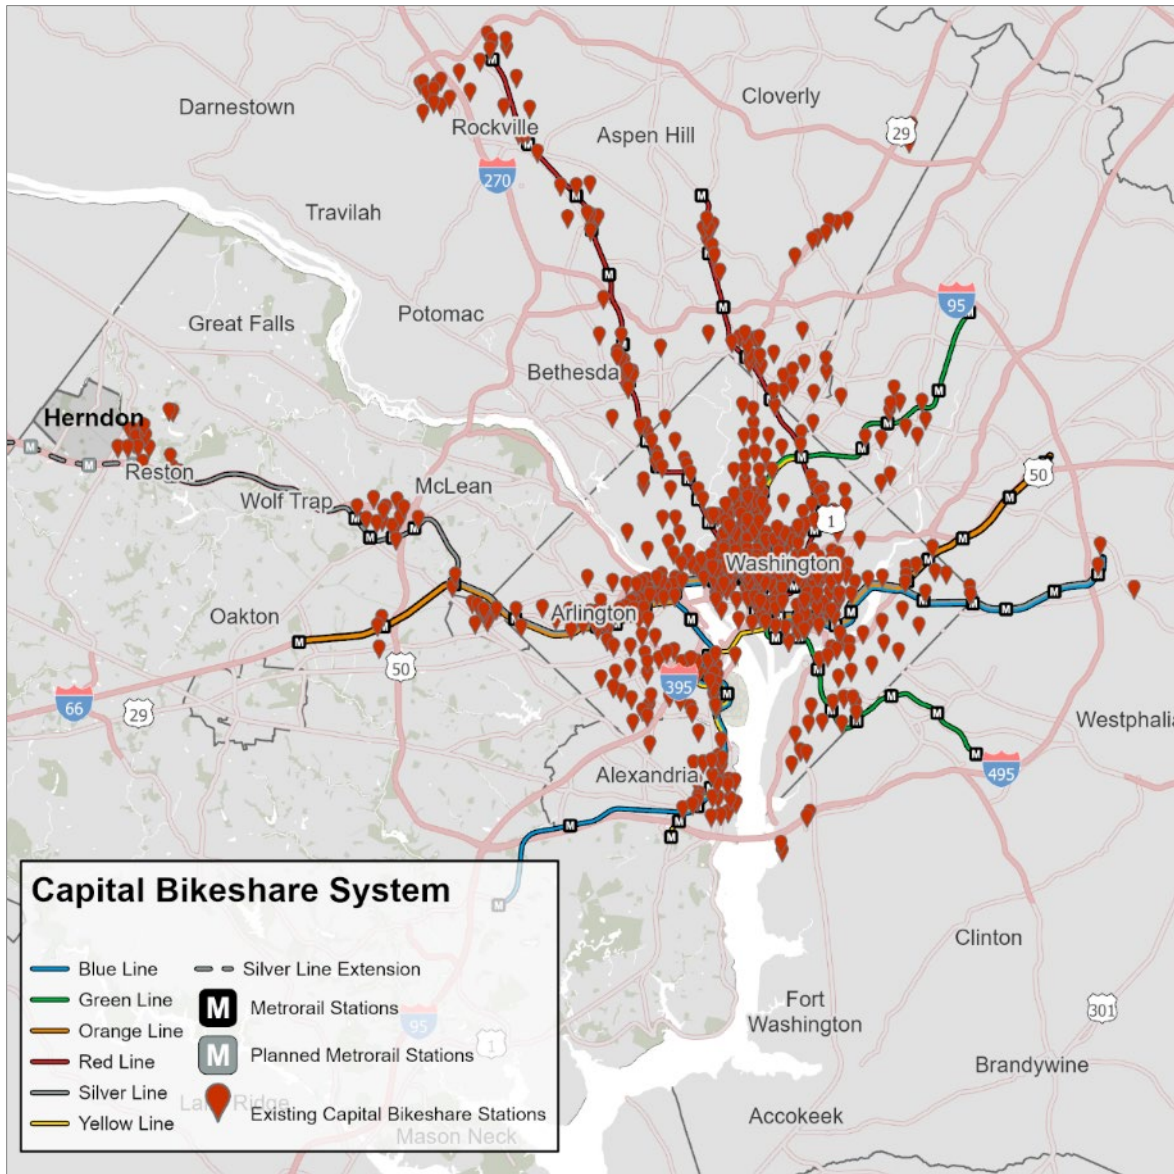 Cloverly
Darnestown
Aspen Hill
29
Rockville
270
Travilah
95
Potomac
Great Falls
Bethesda
Herndon
M
M
Reston
McLean
50
Wolf Trap
1
Washington
Oakton
Arlington
50
395
66
29
Westphalia
Alexandria
495
Capital Bikeshare System
Blue Line
Silver Line Extension
Green Line
M Metrorail Stations
Orange Line
M Planned Metrorail Stations
Red Line
Silver Line
Existing Capital Bikeshare Stations
Yellow Line
95
1
Mason Neck
Clinton
Fort
Washington
301
Brandywine
Accokeek